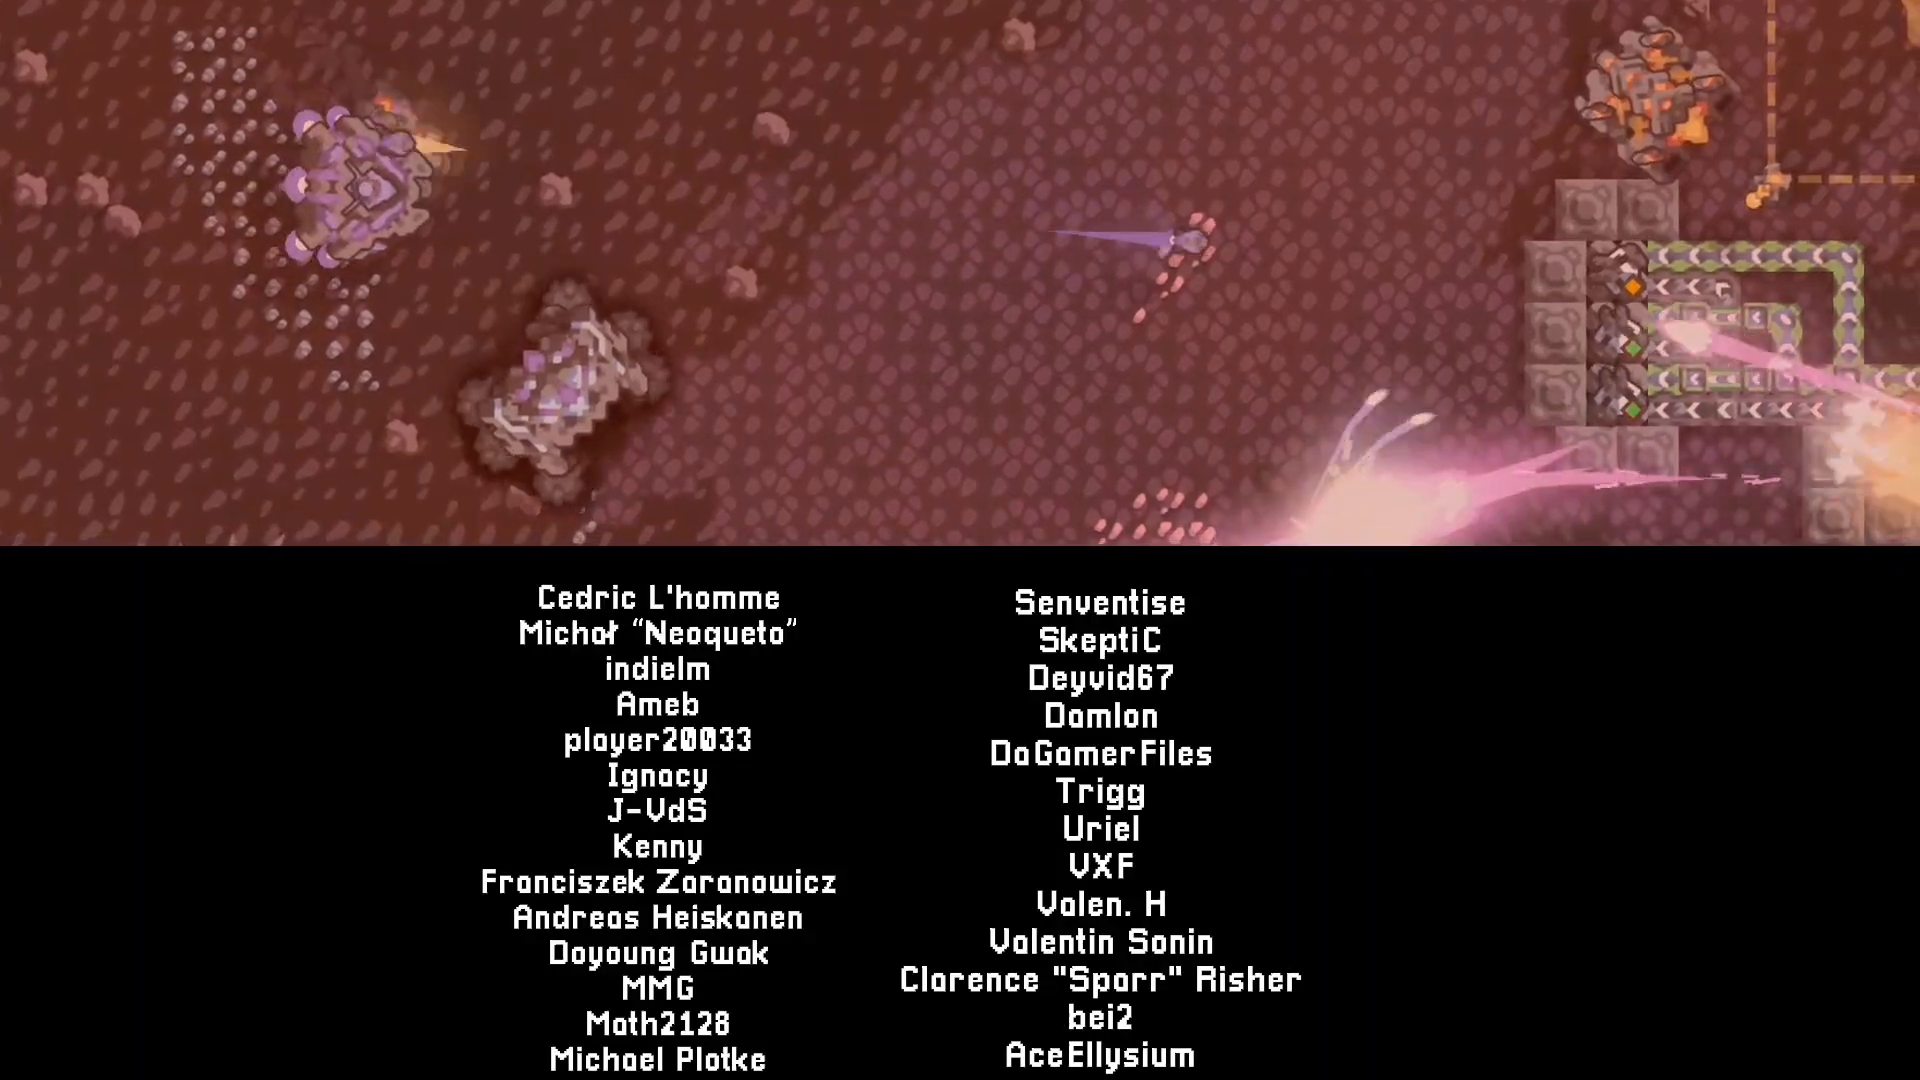 Cedric L'homme
Michał “Neoqueto”
indielm
Ameb
player20033
Ignacy
J-VdS
Kenny
Franciszek Zaranowicz
Andreas Heiskanen
Doyoung Gwak
MMG
Math2128
Michael Plotke
Senventise
SkeptiC
Deyvid67
Damlon
DaGamerFiles
Trigg
Uriel
VXF
Valen. H
Valentin Sonin
Clarence "Sparr" Risher
bei2
AceEllysium